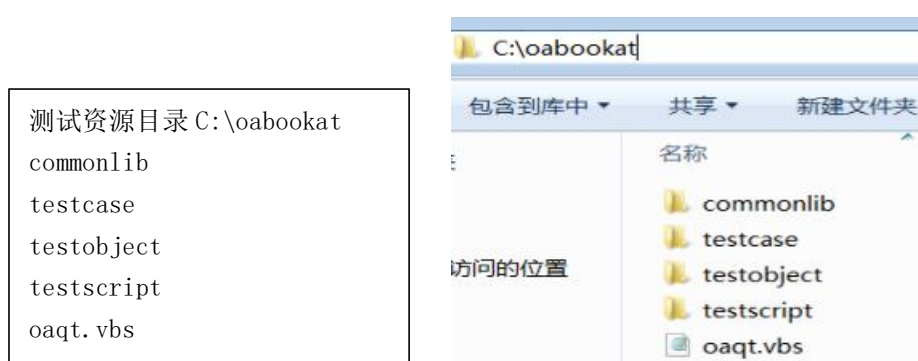 测试资源目录 C:\oabookat
commonlib
testcase
testobject
testscript
oaqt.vbs
C:\oabookat
包含到库中 共享 新建文件夹
名称
commonlib
testcase
访问的位置
testobject
testscript
oaqt.vbs